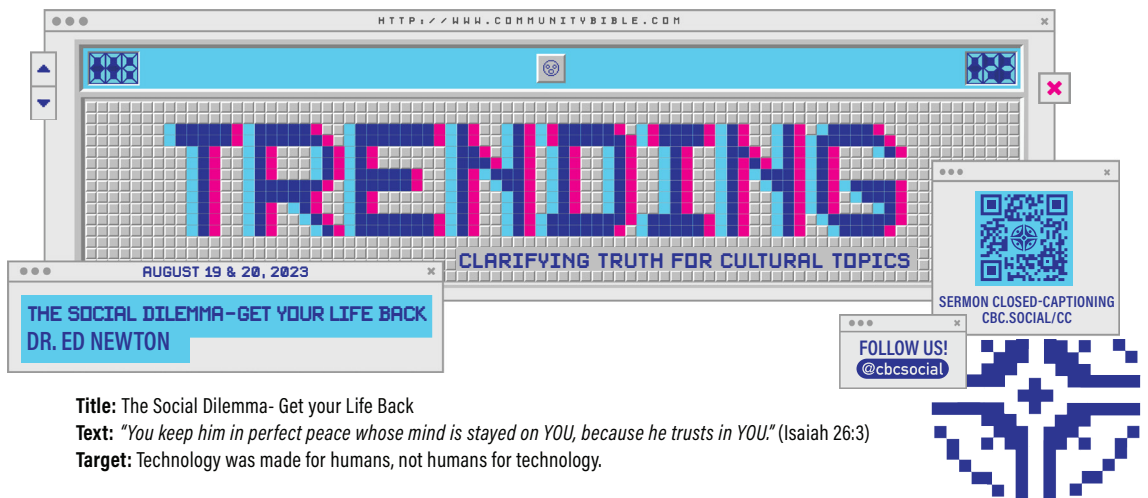 HTTP://WWW.COMMUNITYBIBLE.COM
TRENDING
CLARIFYING TRUTH FOR CULTURAL TOPICS
AUGUST 19 & 20, 2023
THE SOCIAL DILEMMA-GET YOUR LIFE BACK
DR. ED NEWTON
SERMON CLOSED-CAPTIONING
CBC.SOCIAL/CC
FOLLOW US!
@cbcsocial
Title: The Social Dilemma- Get your Life Back
Text: "You keep him in perfect peace whose mind is stayed on YOU, because he trusts in YOU." (Isaiah 26:3)
Target: Technology was made for humans, not humans for technology.